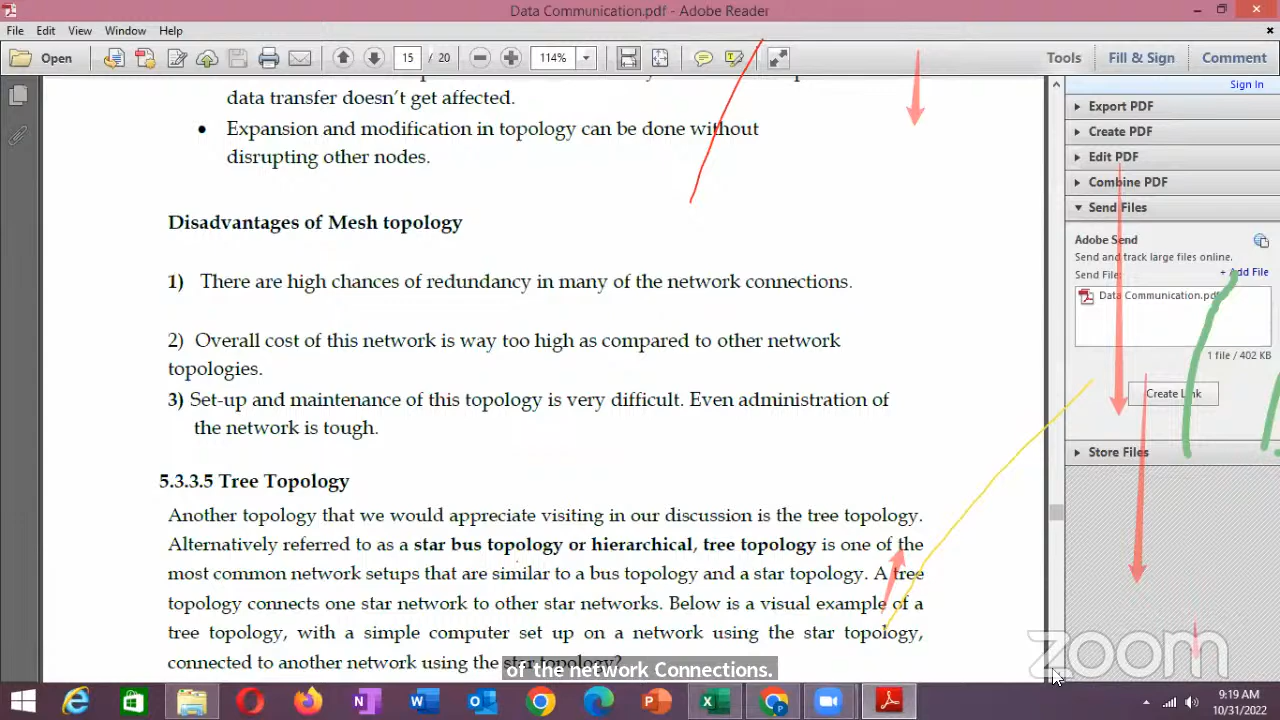 Data Communication.pdf - Adobe Reader
File Edit View Window Help
Open 15 / 20 114% Tools Fill & Sign Comment
Sign In
data transfer doesn't get affected.
• Expansion and modification in topology can be done without
disrupting other nodes.
Disadvantages of Mesh topology
1) There are high chances of redundancy in many of the network connections.
2) Overall cost of this network is way too high as compared to other network
topologies.
3) Set-up and maintenance of this topology is very difficult. Even administration of
the network is tough.
5.3.3.5 Tree Topology
Another topology that we would appreciate visiting in our discussion is the tree topology.
Alternatively referred to as a star bus topology or hierarchical, tree topology is one of the
most common network setups that are similar to a bus topology and a star topology. A tree
topology connects one star network to other star networks. Below is a visual example of a
tree topology, with a simple computer set up on a network using the star topology,
connected to another network using the star topology?
of the network Connections.
Export PDF
Create PDF
Edit PDF
Combine PDF
Send Files
Adobe Send
Send and track large files online.
Send File: + Add File
Data Communication.pdf
1 file / 402 KB
Create Link
Store Files
zoom
9:19 AM
10/31/2022